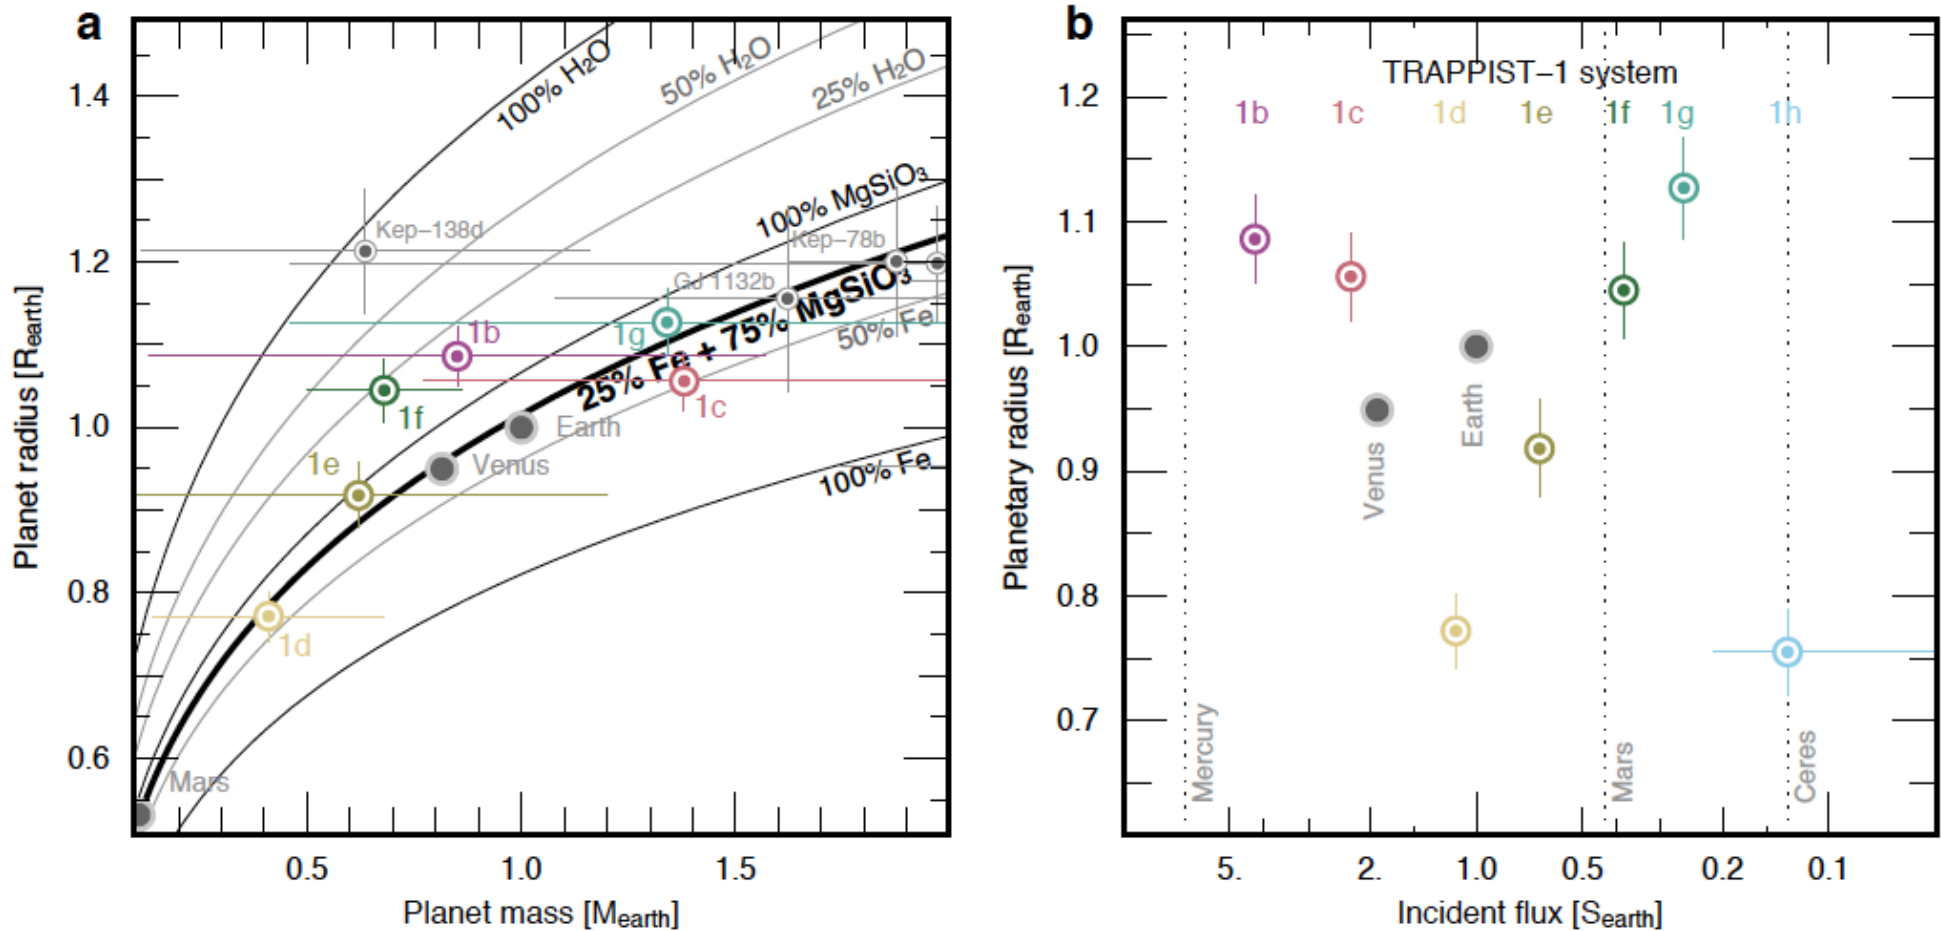 a
100% H₂O
50% H₂O
25% H₂O
100% MgSiO₃
Kep–138d
Kep–78b
GJ 1132b
25% Fe + 75% MgSiO₃
50% Fe
100% Fe
1b
1g
1f
1c
1e
1d
Earth
Venus
Mars
1.4
1.2
1.0
0.8
0.6
Planet radius [Rearth]
0.5 1.0 1.5
Planet mass [Mearth]
b
TRAPPIST–1 system
1b 1c 1d 1e 1f 1g 1h
Venus
Earth
Mercury
Mars
Ceres
1.2
1.1
1.0
0.9
0.8
0.7
Planetary radius [Rearth]
5. 2. 1.0 0.5 0.2 0.1
Incident flux [Searth]